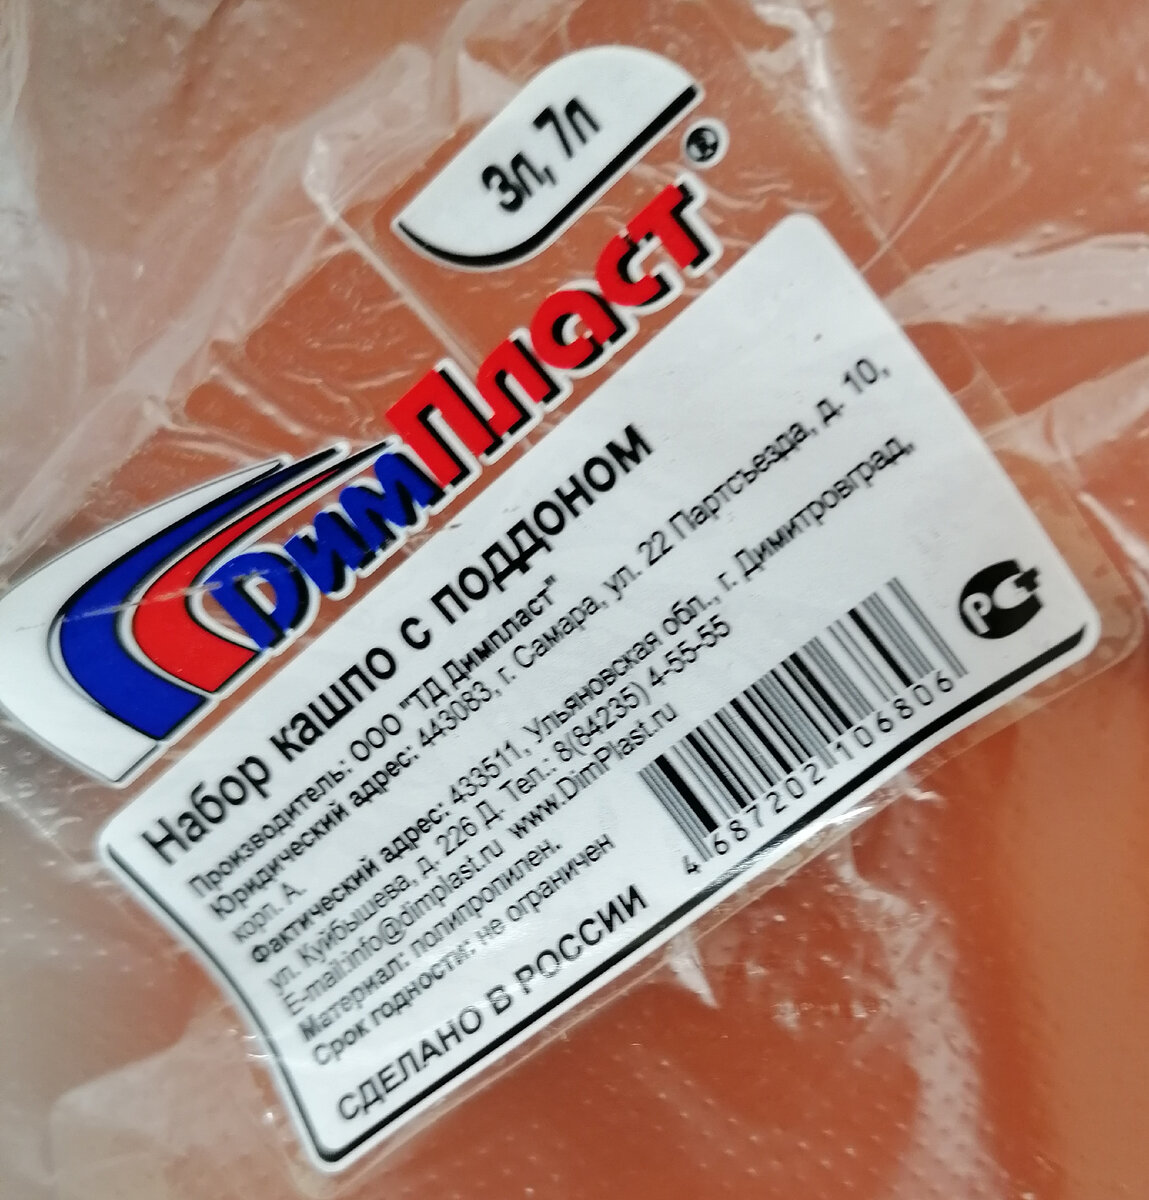 3л, 7л
ДимПласт®
Набор кашпо с поддоном
Производитель: ООО "ТД Димпласт"
Юридический адрес: 443083, г. Самара, ул. 22 Партсъезда, д. 10,
корп. А.
Фактический адрес: 433511, Ульяновская обл., г. Димитровград,
ул. Куйбышева, д. 226 Д. Тел.: 8(84235) 4-55-55
E-mail:info@dimplast.ru www.DimPlast.ru
Материал: полипропилен.
Срок годности: не ограничен
СДЕЛАНО В РОССИИ
4 687202 106806
РСТ